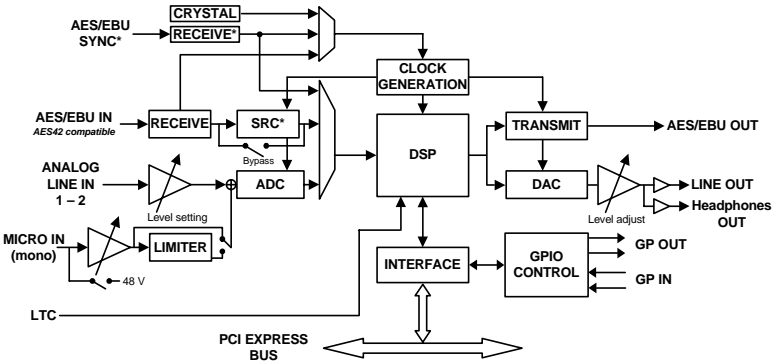 CRYSTAL
AES/EBU
SYNC*
RECEIVE*
CLOCK
GENERATION
AES/EBU IN
AES42 compatible
RECEIVE
SRC*
Bypass
DSP
TRANSMIT
AES/EBU OUT
ANALOG
LINE IN
1 – 2
Level setting
ADC
DAC
Level adjust
LINE OUT
Headphones
OUT
MICRO IN
(mono)
LIMITER
48 V
INTERFACE
GPIO
CONTROL
GP OUT
GP IN
LTC
PCI EXPRESS
BUS